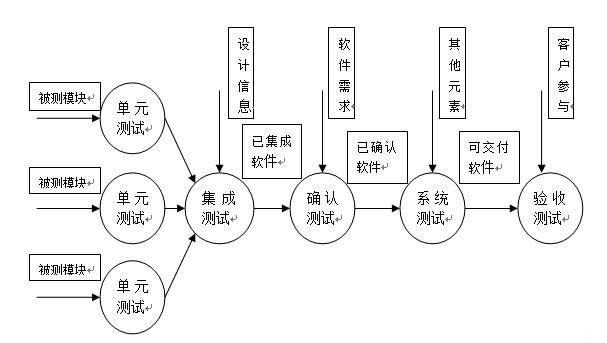 设
计
信
息
软
件
需
求
其
他
元
素
客
户
参
与
被测模块
单元
测试
已集成
软件
已确认
软件
可交付
软件
被测模块
单元
测试
集成
测试
确认
测试
系统
测试
验收
测试
被测模块
单元
测试